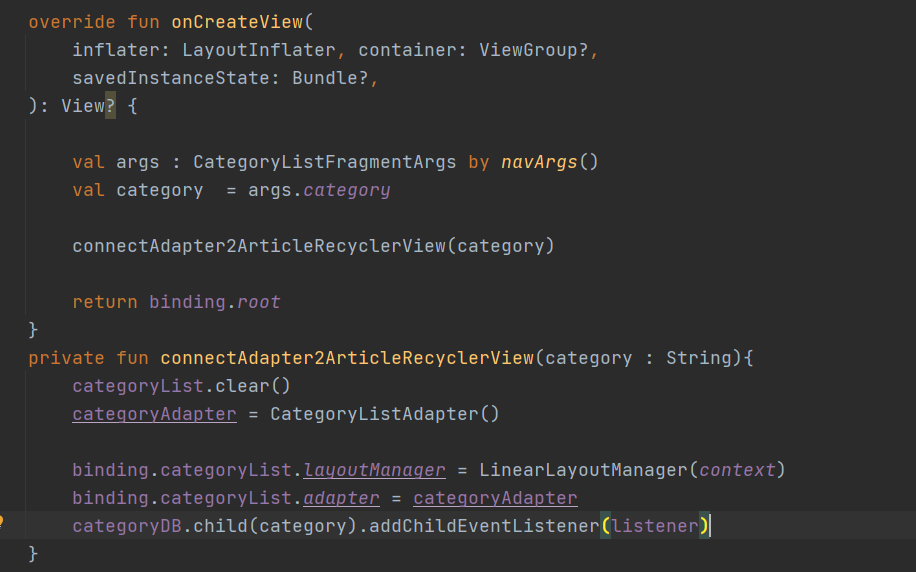 override fun onCreateView(
inflater: LayoutInflater, container: ViewGroup?,
savedInstanceState: Bundle?,
): View? {
val args : CategoryListFragmentArgs by navArgs()
val category  = args.category
connectAdapter2ArticleRecyclerView(category)
return binding.root
}
private fun connectAdapter2ArticleRecyclerView(category : String){
categoryList.clear()
categoryAdapter = CategoryListAdapter()
binding.categoryList.layoutManager = LinearLayoutManager(context)
binding.categoryList.adapter = categoryAdapter
categoryDB.child(category).addChildEventListener(listener)
}